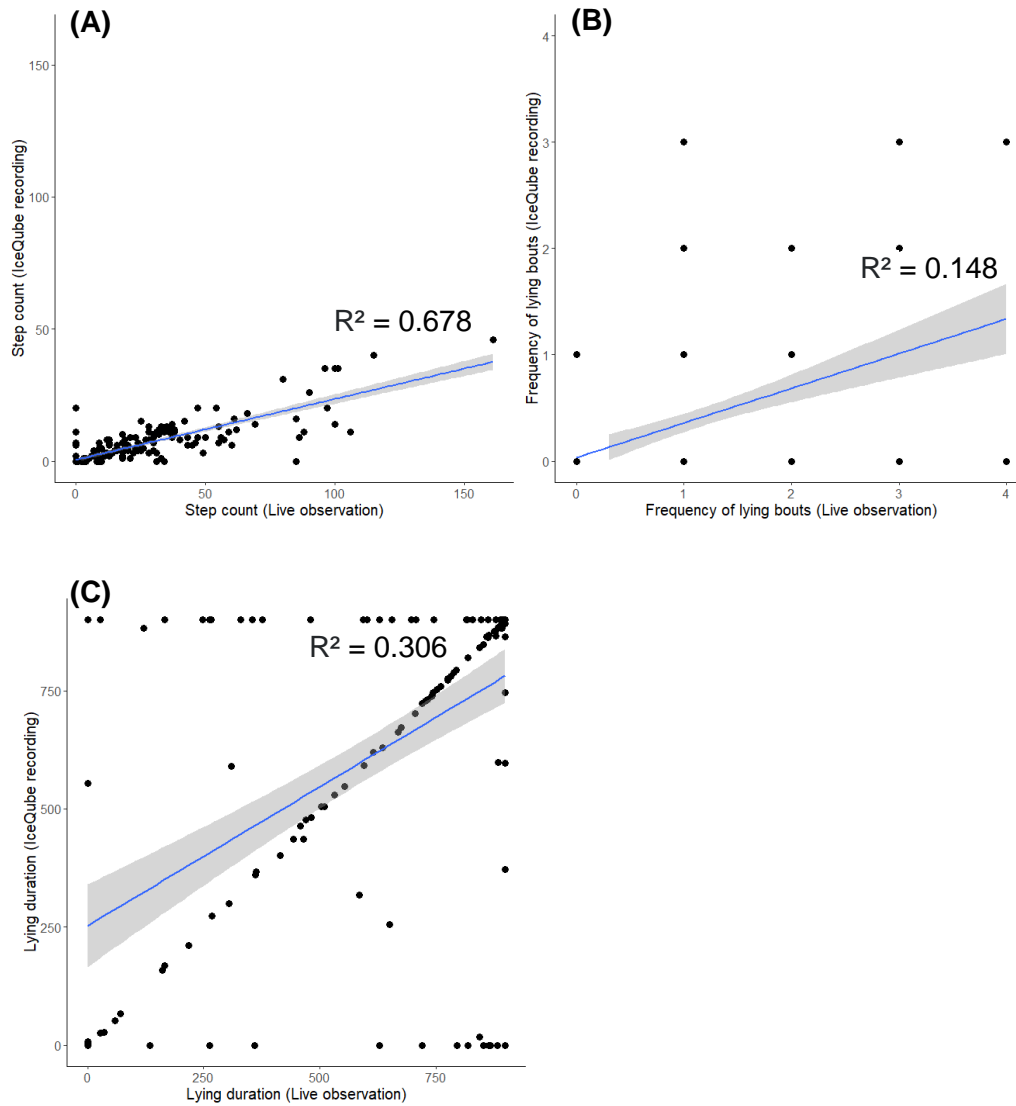 (A)
150
100
50
0
Step count (IceQube recording)
R² = 0.678
0 50 100 150
Step count (Live observation)
(B)
4
3
2
1
0
Frequency of lying bouts (IceQube recording)
R² = 0.148
0 1 2 3 4
Frequency of lying bouts (Live observation)
(C)
750
500
250
0
Lying duration (IceQube recording)
R² = 0.306
0 250 500 750
Lying duration (Live observation)